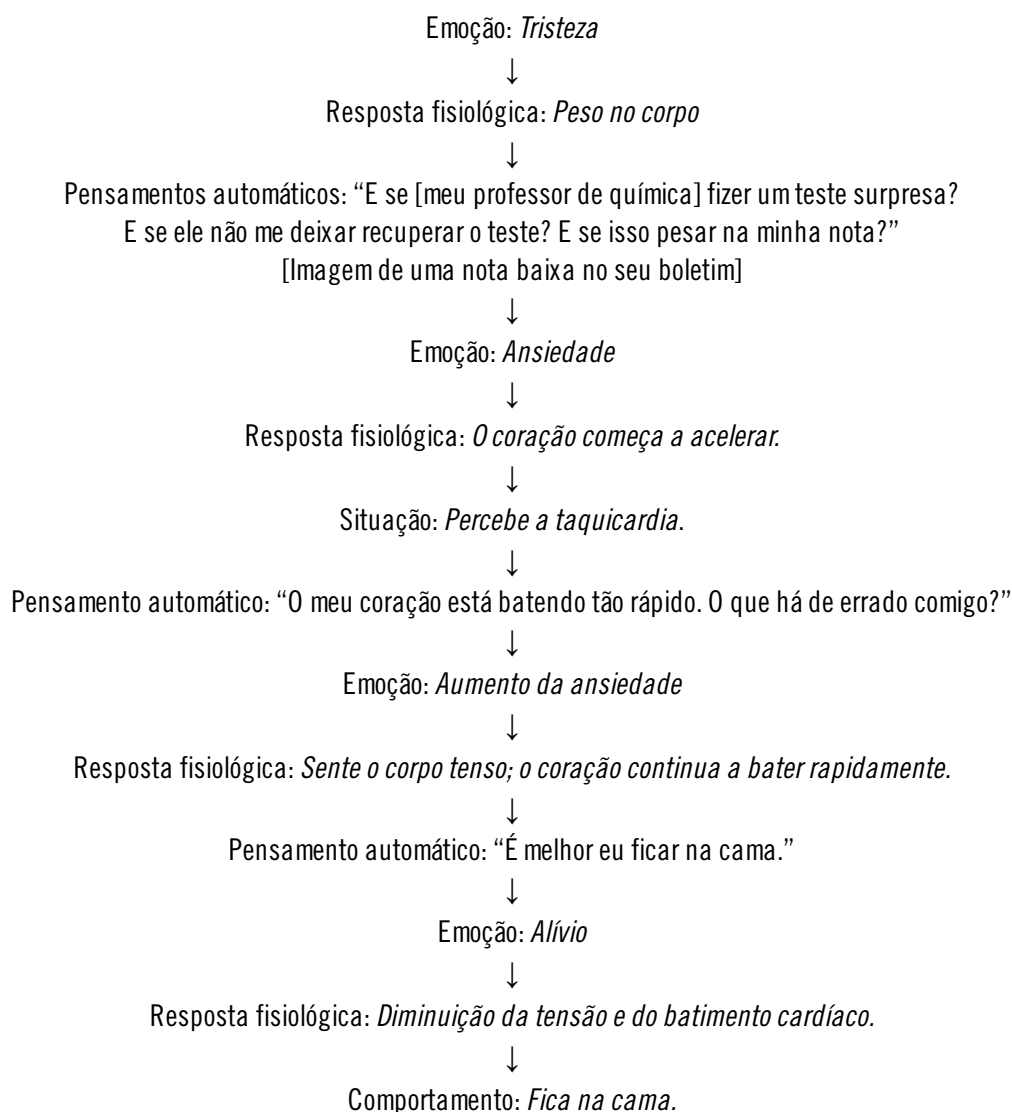 Emoção: Tristeza
↓
Resposta fisiológica: Peso no corpo
↓
Pensamentos automáticos: “E se [meu professor de química] fizer um teste surpresa?
E se ele não me deixar recuperar o teste? E se isso pesar na minha nota?”
[Imagem de uma nota baixa no seu boletim]
↓
Emoção: Ansiedade
↓
Resposta fisiológica: O coração começa a acelerar.
↓
Situação: Percebe a taquicardia.
↓
Pensamento automático: “O meu coração está batendo tão rápido. O que há de errado comigo?”
↓
Emoção: Aumento da ansiedade
↓
Resposta fisiológica: Sente o corpo tenso; o coração continua a bater rapidamente.
↓
Pensamento automático: “É melhor eu ficar na cama.”
↓
Emoção: Alívio
↓
Resposta fisiológica: Diminuição da tensão e do batimento cardíaco.
↓
Comportamento: Fica na cama.